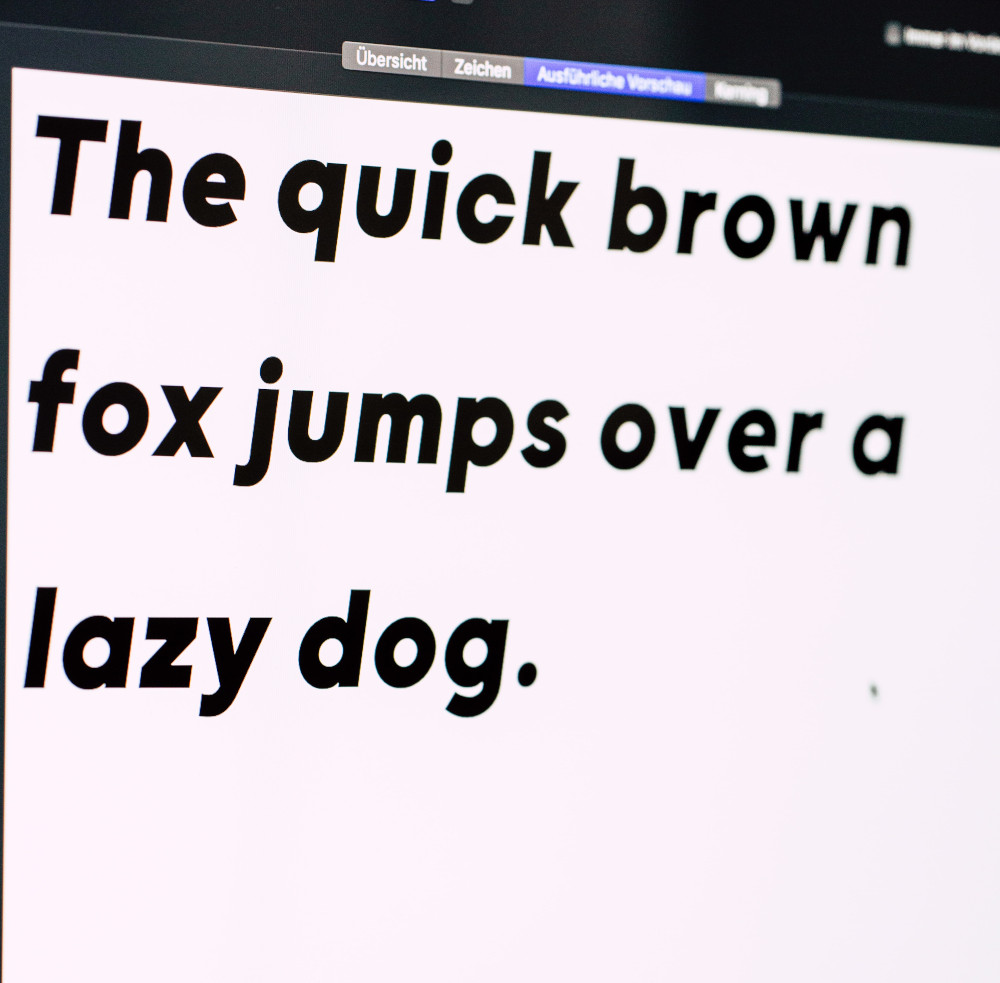 Übersicht Zeichen Ausführliche Vorschau Kerning
The quick brown
fox jumps over a
lazy dog.